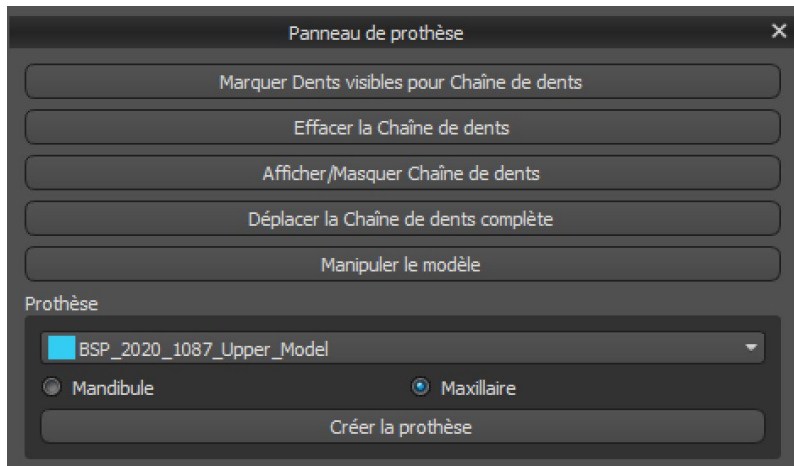 Panneau de prothèse
Marquer Dents visibles pour Chaîne de dents
Effacer la Chaîne de dents
Afficher/Masquer Chaîne de dents
Déplacer la Chaîne de dents complète
Manipuler le modèle
Prothèse
BSP_2020_1087_Upper_Model
Mandibule Maxillaire
Créer la prothèse